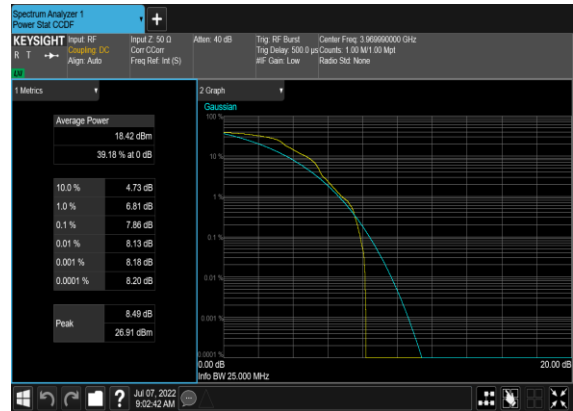 Spectrum Analyzer 1
Power Stat CCDF
KEYSIGHT
R T
LW
Input: RF
Coupling: DC
Align: Auto
Input Z: 50 Ω
Corr CCorr
Freq Ref: Int (S)
Atten: 40 dB
Trig: RF Burst
Trig Delay: 500.0 µs
#IF Gain: Low
Center Freq: 3.969990000 GHz
Counts: 1.00 M/1.00 Mpt
Radio Std: None
1 Metrics
Average Power
18.42 dBm
39.18 % at 0 dB
10.0 % 4.73 dB
1.0 % 6.81 dB
0.1 % 7.86 dB
0.01 % 8.13 dB
0.001 % 8.18 dB
0.0001 % 8.20 dB
Peak
8.49 dB
26.91 dBm
2 Graph
Gaussian
100 %
10 %
1 %
0.1 %
0.01 %
0.001 %
0.0001 %
0.00 dB
20.00 dB
Info BW 25.000 MHz
?
Jul 07, 2022
9:02:42 AM